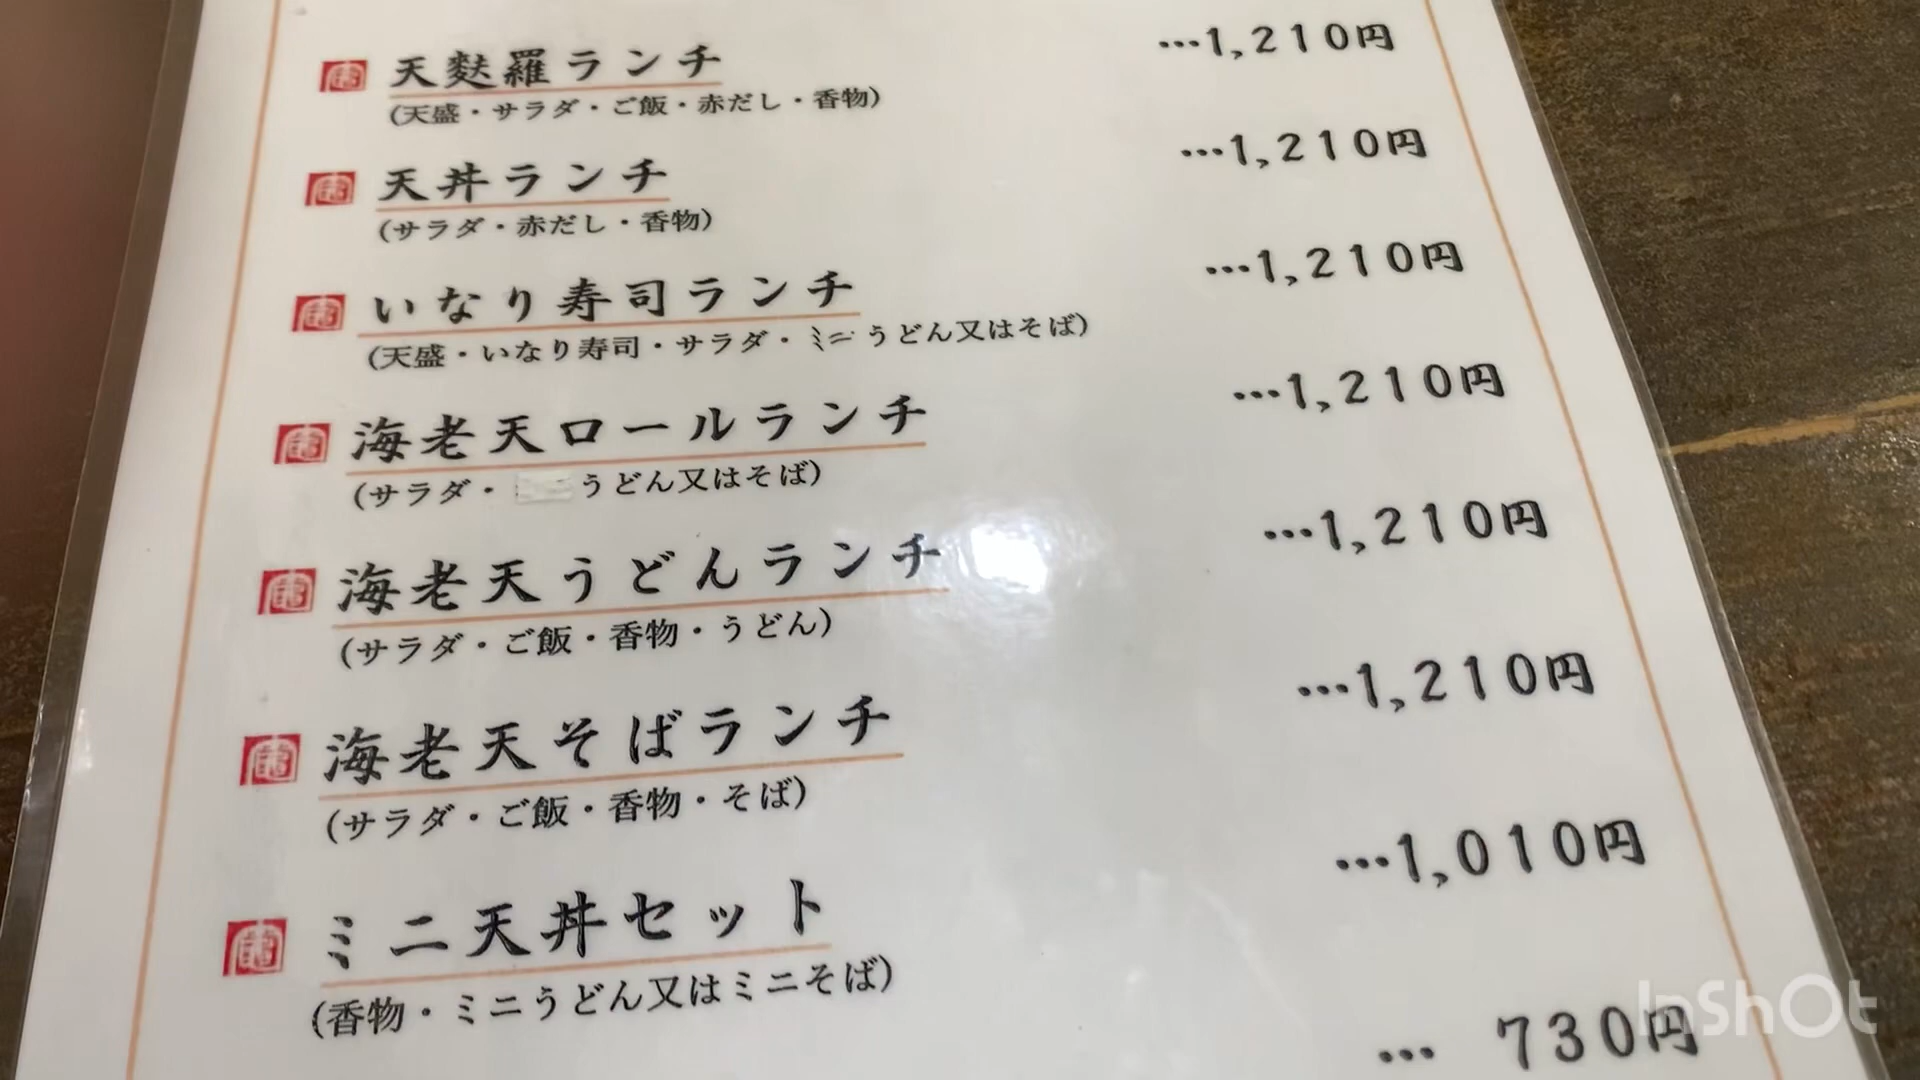 天麩羅ランチ …1,210円
(天盛・サラダ・ご飯・赤だし・香物)
天丼ランチ …1,210円
(サラダ・赤だし・香物)
いなり寿司ランチ …1,210円
(天盛・いなり寿司・サラダ・ミニうどん又はそば)
海老天ロールランチ …1,210円
(サラダ・うどん又はそば)
海老天うどんランチ …1,210円
(サラダ・ご飯・香物・うどん)
海老天そばランチ …1,210円
(サラダ・ご飯・香物・そば)
ミニ天丼セット …1,010円
(香物・ミニうどん又はミニそば)
… 730円
InShOt